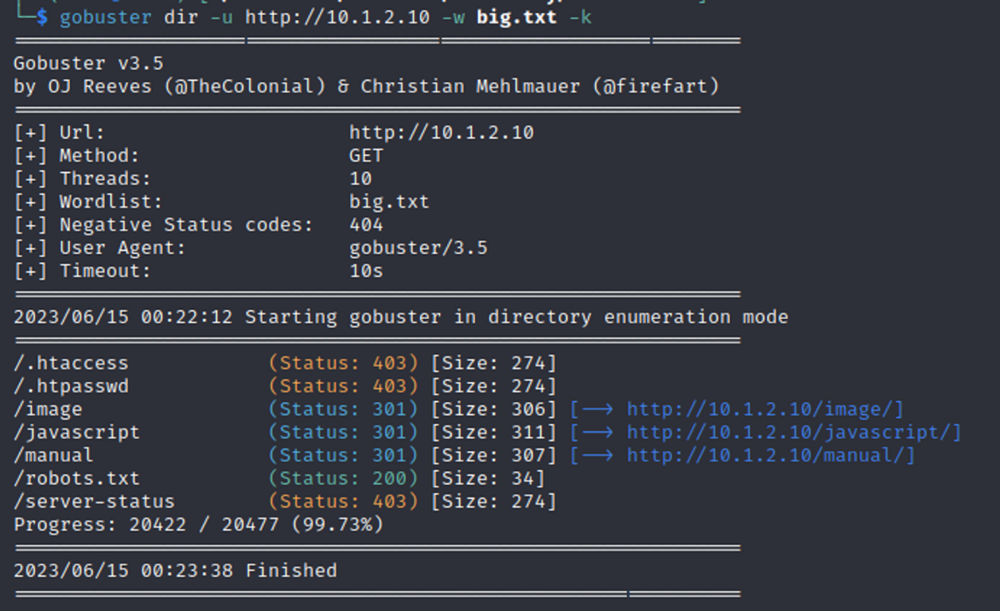 └─$ gobuster dir -u http://10.1.2.10 -w big.txt -k
===============================================================
Gobuster v3.5
by OJ Reeves (@TheColonial) & Christian Mehlmauer (@firefart)
===============================================================
[+] Url:                     http://10.1.2.10
[+] Method:                  GET
[+] Threads:                 10
[+] Wordlist:                big.txt
[+] Negative Status codes:   404
[+] User Agent:              gobuster/3.5
[+] Timeout:                 10s
===============================================================
2023/06/15 00:22:12 Starting gobuster in directory enumeration mode
===============================================================
/.htaccess            (Status: 403) [Size: 274]
/.htpasswd            (Status: 403) [Size: 274]
/image                (Status: 301) [Size: 306] [--> http://10.1.2.10/image/]
/javascript           (Status: 301) [Size: 311] [--> http://10.1.2.10/javascript/]
/manual               (Status: 301) [Size: 307] [--> http://10.1.2.10/manual/]
/robots.txt           (Status: 200) [Size: 34]
/server-status        (Status: 403) [Size: 274]
Progress: 20422 / 20477 (99.73%)
===============================================================
2023/06/15 00:23:38 Finished
===============================================================